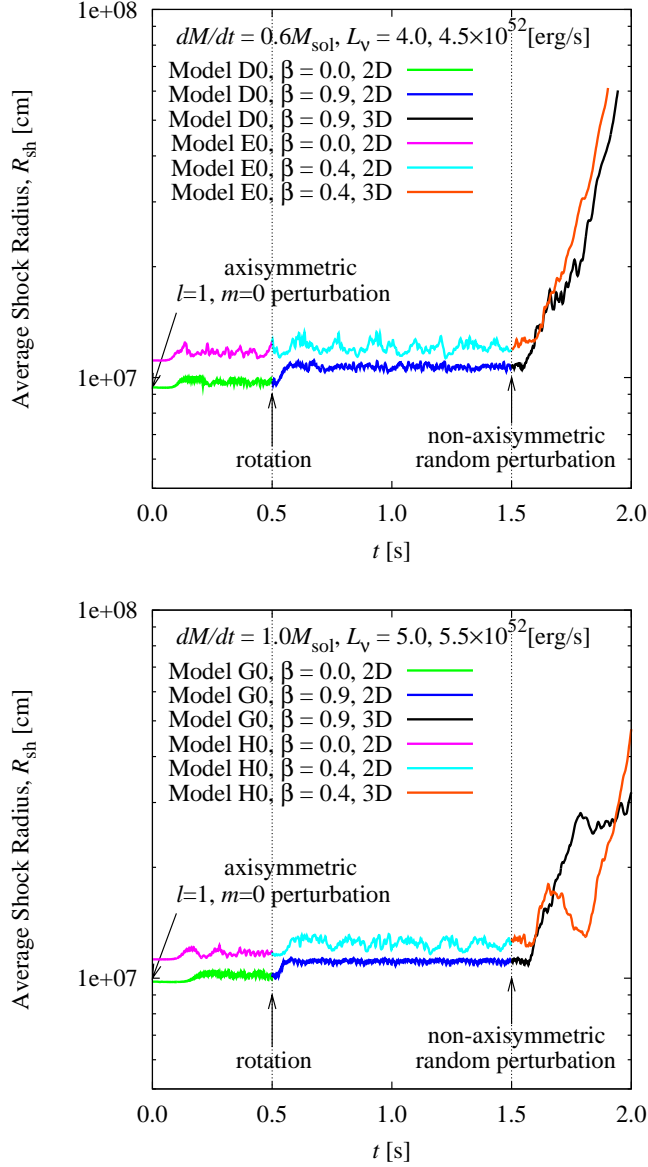 1e+08
dM/dt = 0.6M_sol, L_ν = 4.0, 4.5×10^52[erg/s]
Model D0, β = 0.0, 2D
Model D0, β = 0.9, 2D
Model D0, β = 0.9, 3D
Model E0, β = 0.0, 2D
Model E0, β = 0.4, 2D
Model E0, β = 0.4, 3D
axisymmetric
l=1, m=0 perturbation
Average Shock Radius, R_sh [cm]
1e+07
rotation
non-axisymmetric
random perturbation
0.0 0.5 1.0 1.5 2.0
t [s]
1e+08
dM/dt = 1.0M_sol, L_ν = 5.0, 5.5×10^52[erg/s]
Model G0, β = 0.0, 2D
Model G0, β = 0.9, 2D
Model G0, β = 0.9, 3D
Model H0, β = 0.0, 2D
Model H0, β = 0.4, 2D
Model H0, β = 0.4, 3D
axisymmetric
l=1, m=0 perturbation
Average Shock Radius, R_sh [cm]
1e+07
rotation
non-axisymmetric
random perturbation
0.0 0.5 1.0 1.5 2.0
t [s]